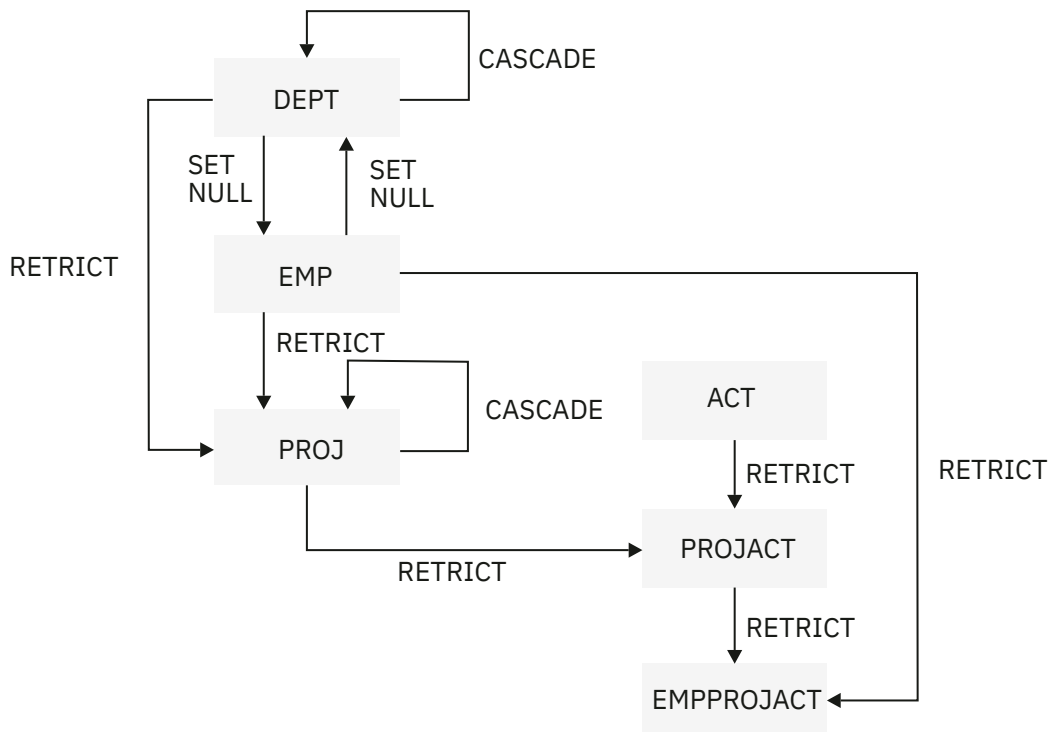 CASCADE
DEPT
SET
NULL
SET
NULL
RETRICT
EMP
RETRICT
CASCADE
ACT
PROJ
RETRICT
RETRICT
PROJACT
RETRICT
RETRICT
EMPPROJACT